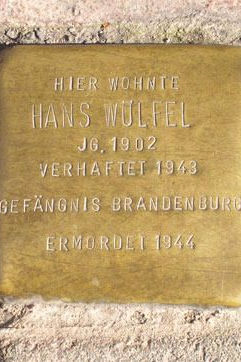 HIER WOHNTE
HANS WÜLFEL
JG. 1902
VERHAFTET 1943
GEFÄNGNIS BRANDENBURG
ERMORDET 1944